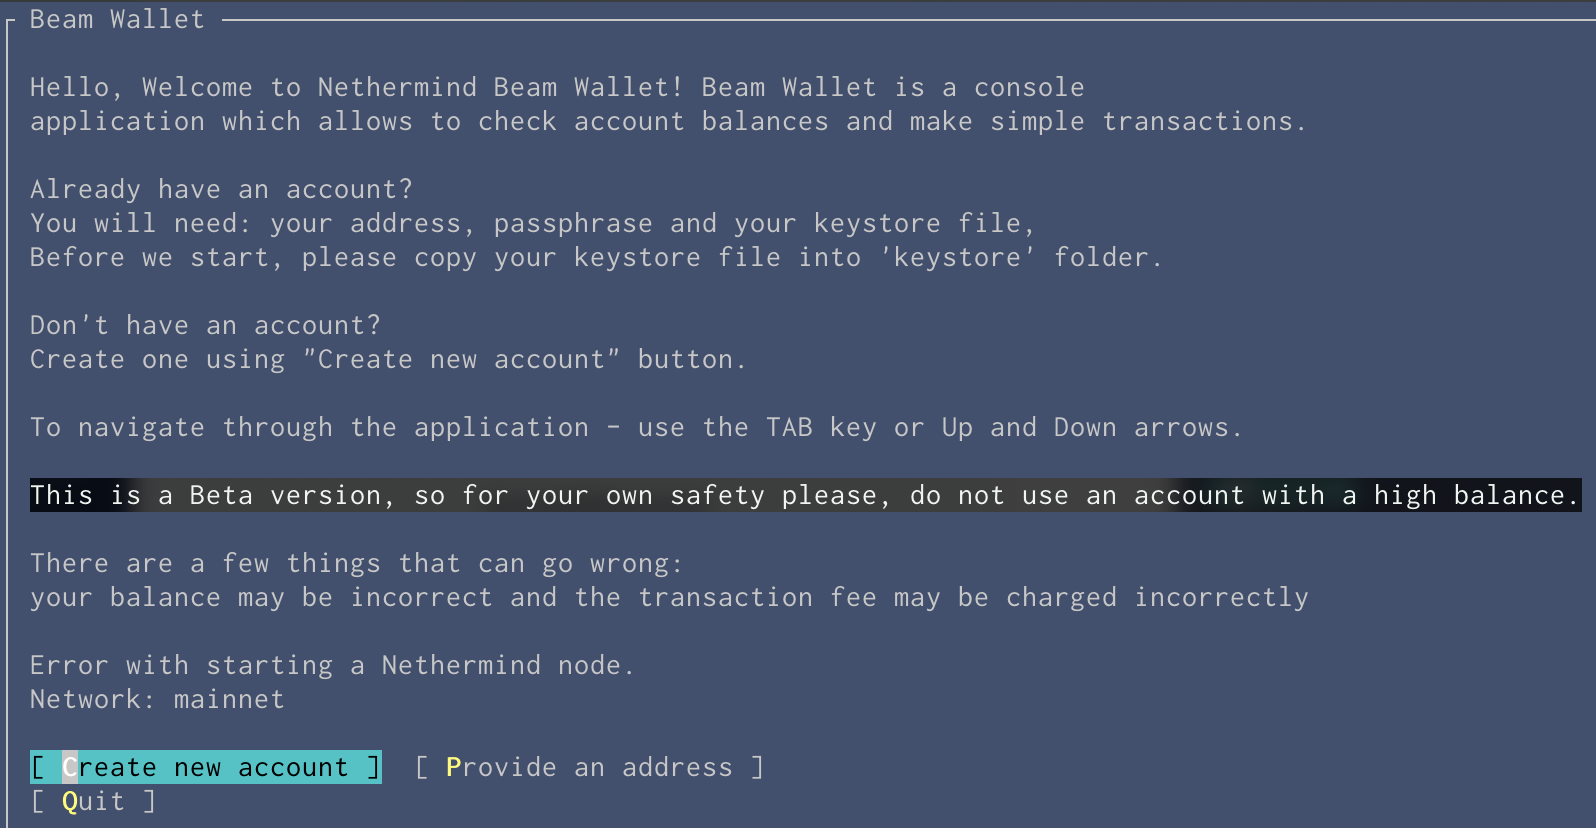 Beam Wallet
Hello, Welcome to Nethermind Beam Wallet! Beam Wallet is a console
application which allows to check account balances and make simple transactions.
Already have an account?
You will need: your address, passphrase and your keystore file,
Before we start, please copy your keystore file into 'keystore' folder.
Don't have an account?
Create one using "Create new account" button.
To navigate through the application – use the TAB key or Up and Down arrows.
This is a Beta version, so for your own safety please, do not use an account with a high balance.
There are a few things that can go wrong:
your balance may be incorrect and the transaction fee may be charged incorrectly
Error with starting a Nethermind node.
Network: mainnet
[ Create new account ]  [ Provide an address ]
[ Quit ]